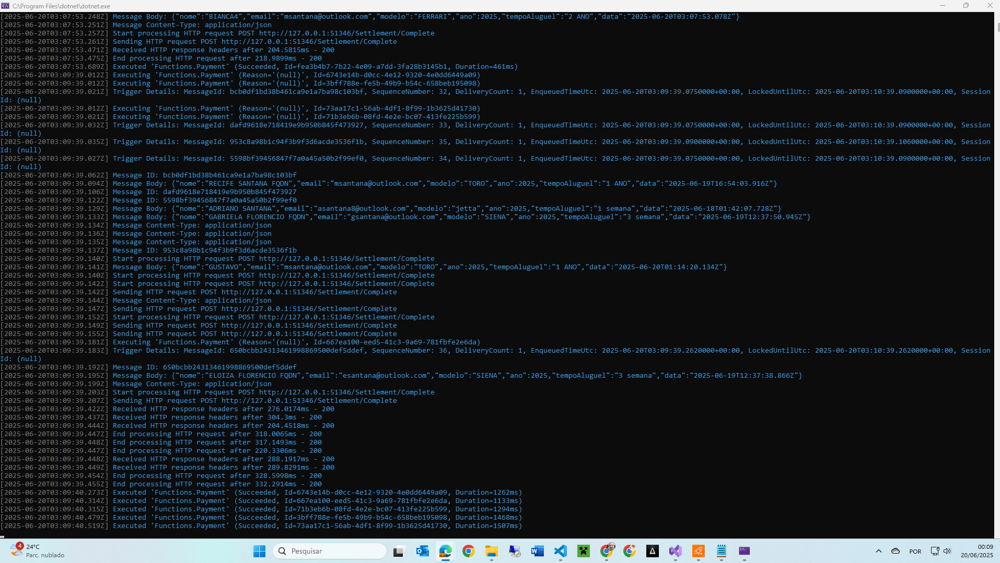 C:\Program Files\dotnet\dotnet.exe
[2025-06-20T03:07:53.248Z] Message Body: {"nome":"BIANCA4","email":"msantana@outlook.com","modelo":"FERRARI","ano":2025,"tempoAluguel":"2 ANO","data":"2025-06-20T03:07:53.078Z"}
[2025-06-20T03:07:53.251Z] Message Content-Type: application/json
[2025-06-20T03:07:53.257Z] Start processing HTTP request POST http://127.0.0.1:51346/Settlement/Complete
[2025-06-20T03:07:53.261Z] Sending HTTP request POST http://127.0.0.1:51346/Settlement/Complete
[2025-06-20T03:07:53.471Z] Received HTTP response headers after 204.5815ms - 200
[2025-06-20T03:07:53.475Z] End processing HTTP request after 218.9899ms - 200
[2025-06-20T03:07:53.689Z] Executed 'Functions.Payment' (Succeeded, Id=fea3b4b7-7b22-4e09-a7dd-3fa28b3145b1, Duration=461ms)
[2025-06-20T03:09:39.012Z] Executing 'Functions.Payment' (Reason='(null)', Id=6743e14b-d0cc-4e12-9320-4e0dd6449a09)
[2025-06-20T03:09:39.012Z] Executing 'Functions.Payment' (Reason='(null)', Id=3bff788e-fe5b-49b9-b54c-658beb195098)
[2025-06-20T03:09:39.021Z] Trigger Details: MessageId: bcb0df1bd38b461ca9e1a7ba98c103bf, SequenceNumber: 32, DeliveryCount: 1, EnqueuedTimeUtc: 2025-06-20T03:09:39.0750000+00:00, LockedUntilUtc: 2025-06-20T03:10:39.0900000+00:00, Session
Id: (null)
[2025-06-20T03:09:39.012Z] Executing 'Functions.Payment' (Reason='(null)', Id=73aa17c1-56ab-4df1-8f99-1b3625d41730)
[2025-06-20T03:09:39.021Z] Executing 'Functions.Payment' (Reason='(null)', Id=71b3eb6b-08fd-4e2e-bc07-413fe225b599)
[2025-06-20T03:09:39.032Z] Trigger Details: MessageId: dafd9618e718419e9b950b845f473927, SequenceNumber: 33, DeliveryCount: 1, EnqueuedTimeUtc: 2025-06-20T03:09:39.0750000+00:00, LockedUntilUtc: 2025-06-20T03:10:39.0900000+00:00, Session
Id: (null)
[2025-06-20T03:09:39.035Z] Trigger Details: MessageId: 953c8a98b1c94f3b9f3d6acde3536f1b, SequenceNumber: 35, DeliveryCount: 1, EnqueuedTimeUtc: 2025-06-20T03:09:39.0900000+00:00, LockedUntilUtc: 2025-06-20T03:10:39.1060000+00:00, Session
Id: (null)
[2025-06-20T03:09:39.027Z] Trigger Details: MessageId: 5598bf39456847f7a0a45a50b2f99ef0, SequenceNumber: 34, DeliveryCount: 1, EnqueuedTimeUtc: 2025-06-20T03:09:39.0750000+00:00, LockedUntilUtc: 2025-06-20T03:10:39.0900000+00:00, Session
Id: (null)
[2025-06-20T03:09:39.062Z] Message ID: bcb0df1bd38b461ca9e1a7ba98c103bf
[2025-06-20T03:09:39.094Z] Message Body: {"nome":"RECIFE SANTANA FQDN","email":"msantana@outlook.com","modelo":"TORO","ano":2025,"tempoAluguel":"1 ANO","data":"2025-06-19T16:54:03.916Z"}
[2025-06-20T03:09:39.106Z] Message ID: dafd9618e718419e9b950b845f473927
[2025-06-20T03:09:39.122Z] Message ID: 5598bf39456847f7a0a45a50b2f99ef0
[2025-06-20T03:09:39.129Z] Message Body: {"nome":"ADRIANO SANTANA","email":"asantana8@outlook.com","modelo":"jetta","ano":2025,"tempoAluguel":"1 semana","data":"2025-06-18T01:42:07.728Z"}
[2025-06-20T03:09:39.133Z] Message Body: {"nome":"GABRIELA FLORENCIO FQDN","email":"gsantana@outlook.com","modelo":"SIENA","ano":2025,"tempoAluguel":"3 semana","data":"2025-06-19T12:37:50.945Z"}
[2025-06-20T03:09:39.134Z] Message Content-Type: application/json
[2025-06-20T03:09:39.136Z] Message Content-Type: application/json
[2025-06-20T03:09:39.135Z] Message Content-Type: application/json
[2025-06-20T03:09:39.137Z] Message ID: 953c8a98b1c94f3b9f3d6acde3536f1b
[2025-06-20T03:09:39.140Z] Start processing HTTP request POST http://127.0.0.1:51346/Settlement/Complete
[2025-06-20T03:09:39.141Z] Message Body: {"nome":"GUSTAVO","email":"msantana@outlook.com","modelo":"TORO","ano":2025,"tempoAluguel":"1 ANO","data":"2025-06-20T01:14:20.134Z"}
[2025-06-20T03:09:39.140Z] Start processing HTTP request POST http://127.0.0.1:51346/Settlement/Complete
[2025-06-20T03:09:39.142Z] Start processing HTTP request POST http://127.0.0.1:51346/Settlement/Complete
[2025-06-20T03:09:39.142Z] Sending HTTP request POST http://127.0.0.1:51346/Settlement/Complete
[2025-06-20T03:09:39.144Z] Message Content-Type: application/json
[2025-06-20T03:09:39.147Z] Sending HTTP request POST http://127.0.0.1:51346/Settlement/Complete
[2025-06-20T03:09:39.152Z] Start processing HTTP request POST http://127.0.0.1:51346/Settlement/Complete
[2025-06-20T03:09:39.149Z] Sending HTTP request POST http://127.0.0.1:51346/Settlement/Complete
[2025-06-20T03:09:39.155Z] Sending HTTP request POST http://127.0.0.1:51346/Settlement/Complete
[2025-06-20T03:09:39.181Z] Executing 'Functions.Payment' (Reason='(null)', Id=667ea100-eed5-41c3-9a69-781fbfe2e6da)
[2025-06-20T03:09:39.183Z] Trigger Details: MessageId: 650bcbb24313461998869500def5ddef, SequenceNumber: 36, DeliveryCount: 1, EnqueuedTimeUtc: 2025-06-20T03:09:39.2620000+00:00, LockedUntilUtc: 2025-06-20T03:10:39.2620000+00:00, Session
Id: (null)
[2025-06-20T03:09:39.192Z] Message ID: 650bcbb24313461998869500def5ddef
[2025-06-20T03:09:39.195Z] Message Body: {"nome":"ELOIZA FLORENCIO FQDN","email":"esantana@outlook.com","modelo":"SIENA","ano":2025,"tempoAluguel":"3 semana","data":"2025-06-19T12:37:38.866Z"}
[2025-06-20T03:09:39.199Z] Message Content-Type: application/json
[2025-06-20T03:09:39.203Z] Start processing HTTP request POST http://127.0.0.1:51346/Settlement/Complete
[2025-06-20T03:09:39.207Z] Sending HTTP request POST http://127.0.0.1:51346/Settlement/Complete
[2025-06-20T03:09:39.422Z] Received HTTP response headers after 276.0174ms - 200
[2025-06-20T03:09:39.437Z] Received HTTP response headers after 304.3ms - 200
[2025-06-20T03:09:39.444Z] Received HTTP response headers after 204.4518ms - 200
[2025-06-20T03:09:39.447Z] End processing HTTP request after 318.0065ms - 200
[2025-06-20T03:09:39.448Z] End processing HTTP request after 317.1493ms - 200
[2025-06-20T03:09:39.447Z] End processing HTTP request after 220.3306ms - 200
[2025-06-20T03:09:39.448Z] Received HTTP response headers after 288.1917ms - 200
[2025-06-20T03:09:39.449Z] Received HTTP response headers after 289.8291ms - 200
[2025-06-20T03:09:39.454Z] End processing HTTP request after 328.5998ms - 200
[2025-06-20T03:09:39.455Z] End processing HTTP request after 332.2914ms - 200
[2025-06-20T03:09:40.273Z] Executed 'Functions.Payment' (Succeeded, Id=6743e14b-d0cc-4e12-9320-4e0dd6449a09, Duration=1262ms)
[2025-06-20T03:09:40.314Z] Executed 'Functions.Payment' (Succeeded, Id=667ea100-eed5-41c3-9a69-781fbfe2e6da, Duration=1133ms)
[2025-06-20T03:09:40.315Z] Executed 'Functions.Payment' (Succeeded, Id=71b3eb6b-08fd-4e2e-bc07-413fe225b599, Duration=1294ms)
[2025-06-20T03:09:40.479Z] Executed 'Functions.Payment' (Succeeded, Id=3bff788e-fe5b-49b9-b54c-658beb195098, Duration=1468ms)
[2025-06-20T03:09:40.519Z] Executed 'Functions.Payment' (Succeeded, Id=73aa17c1-56ab-4df1-8f99-1b3625d41730, Duration=1507ms)
4
24°C
Parc. nublado
Pesquisar
POR
00:09
20/06/2025